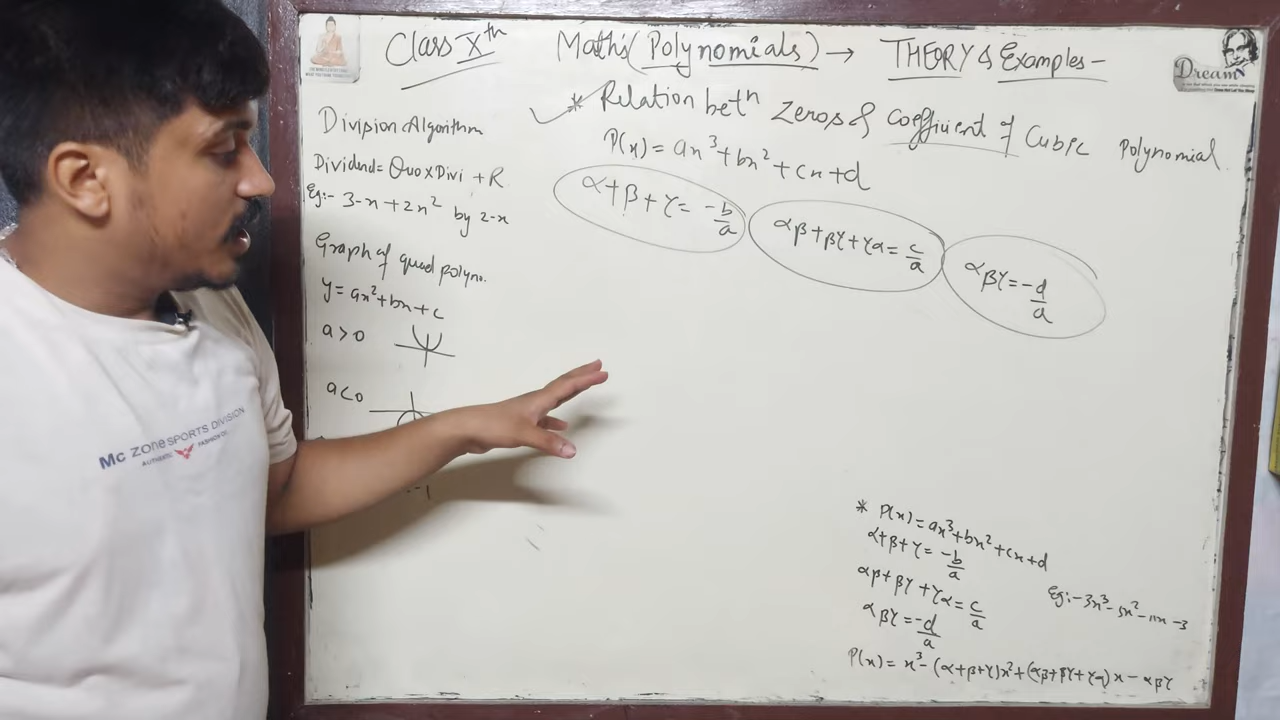 Class Xth Maths (Polynomials) → THEORY & Examples -
Dream
* Relation betn Zeros & Coefficient of Cubic Polynomial
P(x) = ax³+bx²+cx+d
α+β+γ = -b/a
αβ+βγ+γα = c/a
αβγ = -d/a
Division Algorithm
Dividend = Quo x Divi + R
Eg:- 3-x+2x² by 2-x
Graph of quad polyno.
y = ax²+bx+c
a>0
a<0
Mc Zone SPORTS DIVISION
AUTHENTIC FASHION CO.
* P(x) = ax³+bx²+cx+d
α+β+γ = -b/a
αβ+βγ+γα = c/a
αβγ = -d/a
Eg:- 3x³-5x²-11x-3
P(x) = x³-(α+β+γ)x²+(αβ+βγ+γα)x-αβγ